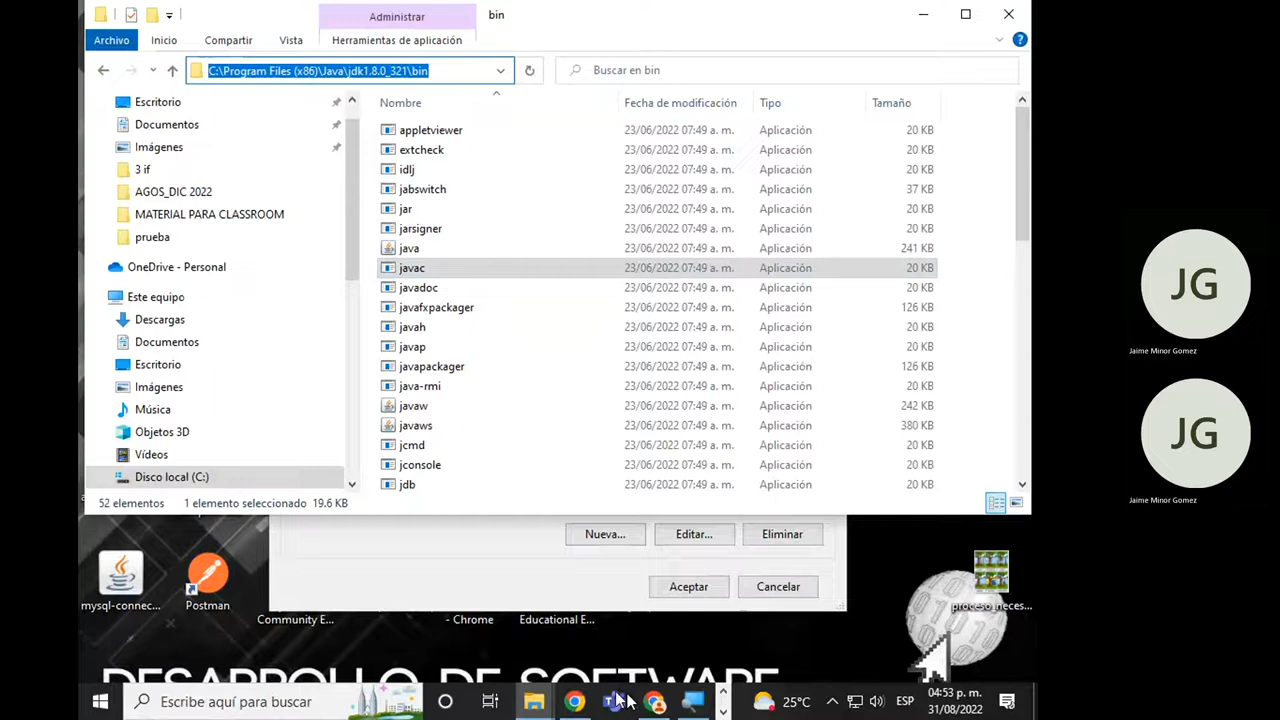 Administrar
bin
Archivo
Inicio
Compartir
Vista
Herramientas de aplicación
C:\Program Files (x86)\Java\jdk1.8.0_321\bin
Buscar en bin
Escritorio
Documentos
Imágenes
3 if
AGOS_DIC 2022
MATERIAL PARA CLASSROOM
prueba
OneDrive - Personal
Este equipo
Descargas
Documentos
Escritorio
Imágenes
Música
Objetos 3D
Vídeos
Disco local (C:)
Nombre Fecha de modificación Tipo Tamaño
appletviewer 23/06/2022 07:49 a. m. Aplicación 20 KB
extcheck 23/06/2022 07:49 a. m. Aplicación 20 KB
idlj 23/06/2022 07:49 a. m. Aplicación 20 KB
jabswitch 23/06/2022 07:49 a. m. Aplicación 37 KB
jar 23/06/2022 07:49 a. m. Aplicación 20 KB
jarsigner 23/06/2022 07:49 a. m. Aplicación 20 KB
java 23/06/2022 07:49 a. m. Aplicación 241 KB
javac 23/06/2022 07:49 a. m. Aplicación 20 KB
javadoc 23/06/2022 07:49 a. m. Aplicación 20 KB
javafxpackager 23/06/2022 07:49 a. m. Aplicación 126 KB
javah 23/06/2022 07:49 a. m. Aplicación 20 KB
javap 23/06/2022 07:49 a. m. Aplicación 20 KB
javapackager 23/06/2022 07:49 a. m. Aplicación 126 KB
java-rmi 23/06/2022 07:49 a. m. Aplicación 20 KB
javaw 23/06/2022 07:49 a. m. Aplicación 242 KB
javaws 23/06/2022 07:49 a. m. Aplicación 380 KB
jcmd 23/06/2022 07:49 a. m. Aplicación 20 KB
jconsole 23/06/2022 07:49 a. m. Aplicación 20 KB
jdb 23/06/2022 07:49 a. m. Aplicación 20 KB
52 elementos 1 elemento seleccionado 19.6 KB
Nueva... Editar... Eliminar
Aceptar Cancelar
mysql-connec...
Postman
Community E...
- Chrome
Educational E...
proceso_neces...
DESARROLLO DE SOFTWARE
Escribe aquí para buscar
25°C
ESP
04:53 p. m.
31/08/2022
JG
Jaime Minor Gomez
JG
Jaime Minor Gomez